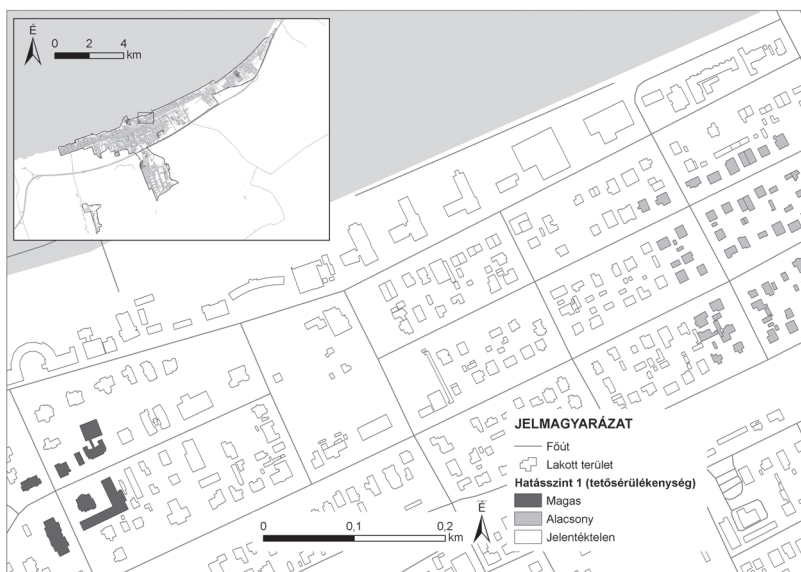 É
0 2 4
km
JELMAGYARÁZAT
Főút
Lakott terület
Hatásszint 1 (tetősérülékenység)
Magas
Alacsony
Jelentéktelen
É
0 0,1 0,2
km